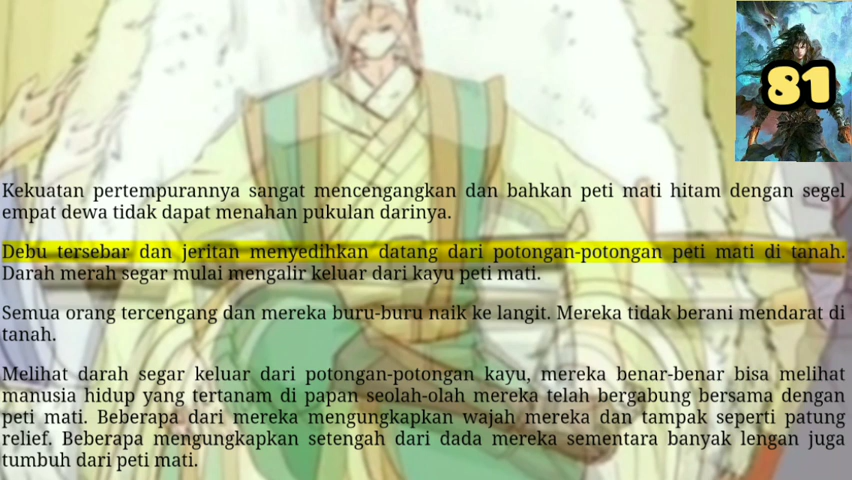 81
Kekuatan pertempurannya sangat mencengangkan dan bahkan peti mati hitam dengan segel
empat dewa tidak dapat menahan pukulan darinya.
Debu tersebar dan jeritan menyedihkan datang dari potongan-potongan peti mati di tanah.
Darah merah segar mulai mengalir keluar dari kayu peti mati.
Semua orang tercengang dan mereka buru-buru naik ke langit. Mereka tidak berani mendarat di
tanah.
Melihat darah segar keluar dari potongan-potongan kayu, mereka benar-benar bisa melihat
manusia hidup yang tertanam di papan seolah-olah mereka telah bergabung bersama dengan
peti mati. Beberapa dari mereka mengungkapkan wajah mereka dan tampak seperti patung
relief. Beberapa mengungkapkan setengah dari dada mereka sementara banyak lengan juga
tumbuh dari peti mati.